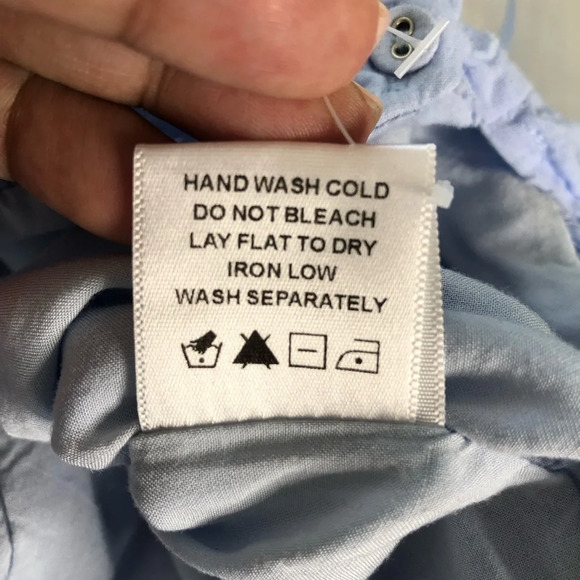 HAND WASH COLD
DO NOT BLEACH
LAY FLAT TO DRY
IRON LOW
WASH SEPARATELY